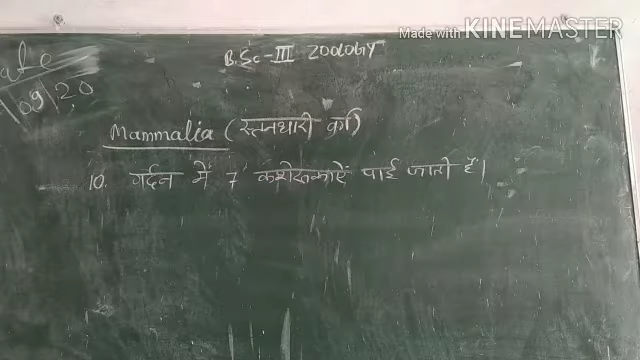 Made with KINEMASTER
B.Sc-III ZOOLOGY
09/20
Mammalia (स्तनधारी वर्ग)
10. गर्दन में 7 कशेरुकाऐं पाई जाती हैं।